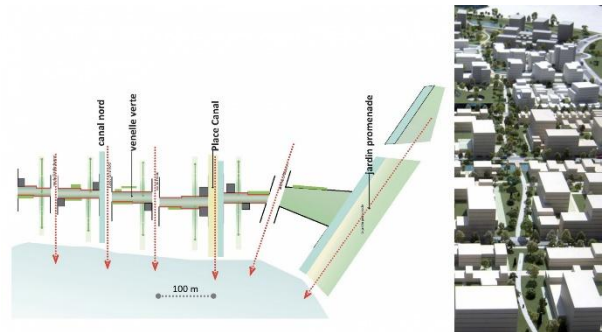 canal nord
venelle verte
Place Canal
jardin promenade
100 m